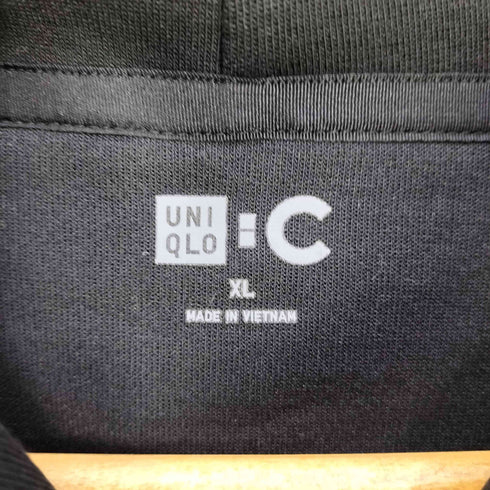 UNI
QLO : C
XL
MADE IN VIETNAM